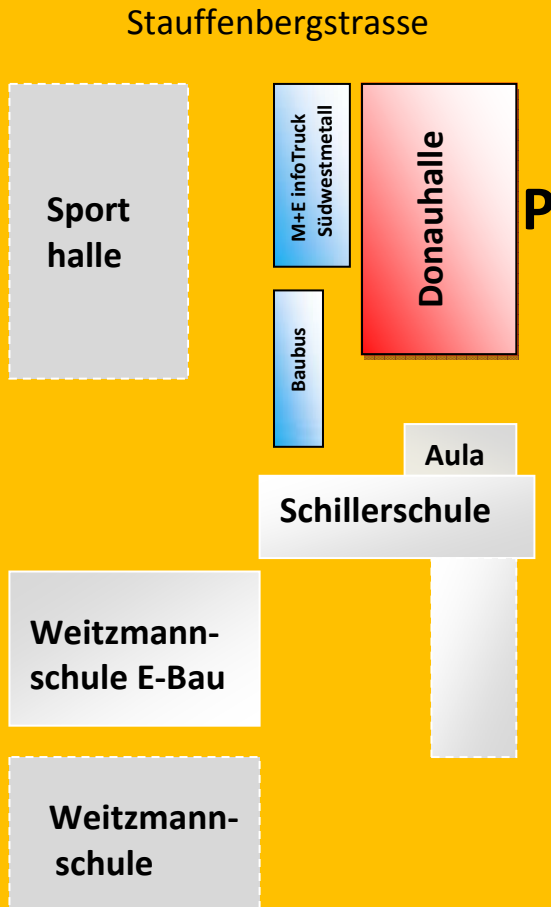 Stauffenbergstrasse
Sport
halle
M+E infoTruck
Südwestmetall
Donauhalle
P
Baubus
Aula
Schillerschule
Weitzmann-
schule E-Bau
Weitzmann-
schule